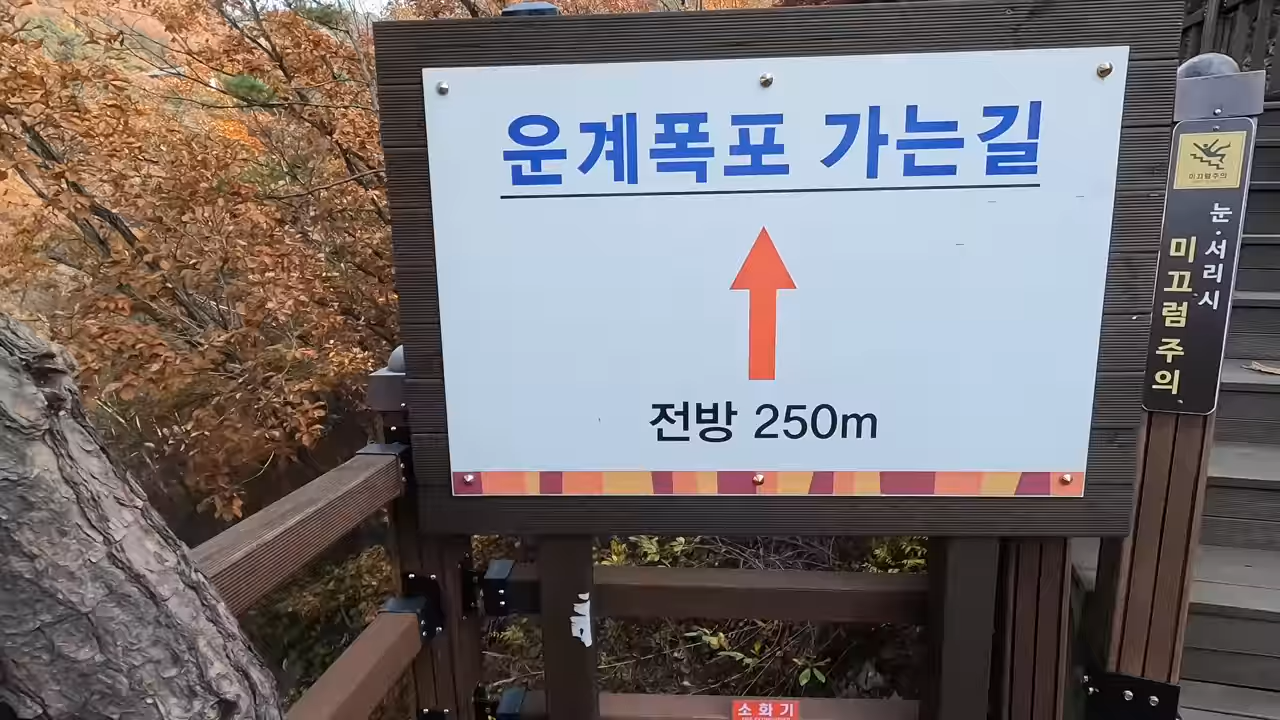 운계폭포 가는길
전방 250m
미끄럼주의
눈·서리시
미끄럼주의
소화기